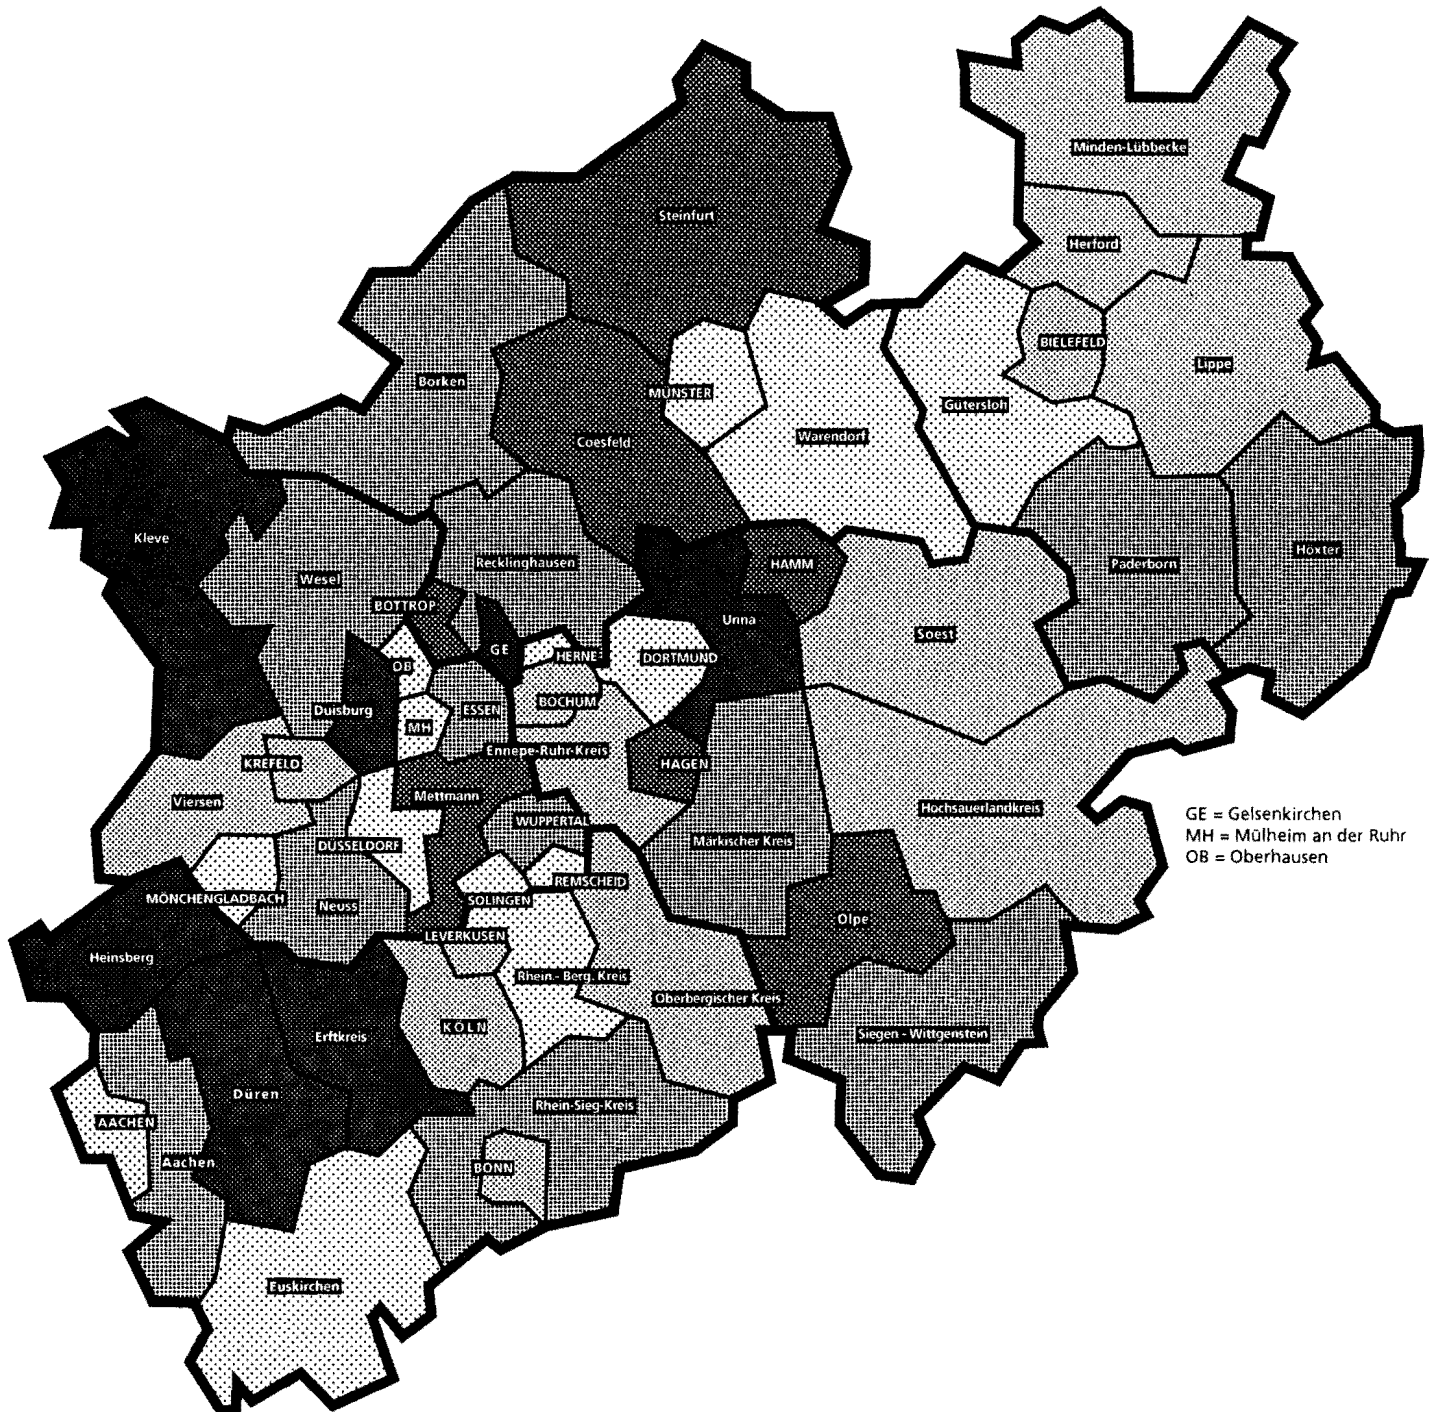 Minden-Lübbecke
Steinfurt
Herford
BIELEFELD
Lippe
Borken
MÜNSTER
Gütersloh
Warendorf
Coesfeld
Kleve
Höxter
Recklinghausen
Paderborn
HAMM
Wesel
BOTTROP
Unna
Soest
GE
HERNE
DORTMUND
OB
BOCHUM
Duisburg
ESSEN
MH
Ennepe-Ruhr-Kreis
KREFELD
HAGEN
Mettmann
Viersen
Hochsauerlandkreis
GE = Gelsenkirchen
MH = Mülheim an der Ruhr
OB = Oberhausen
WUPPERTAL
DÜSSELDORF
Märkischer Kreis
REMSCHEID
MÖNCHENGLADBACH
SOLINGEN
Neuss
Olpe
LEVERKUSEN
Heinsberg
Rhein.- Berg. Kreis
Oberbergischer Kreis
KÖLN
Erftkreis
Siegen - Wittgenstein
Düren
Rhein-Sieg-Kreis
AACHEN
Aachen
BONN
Euskirchen